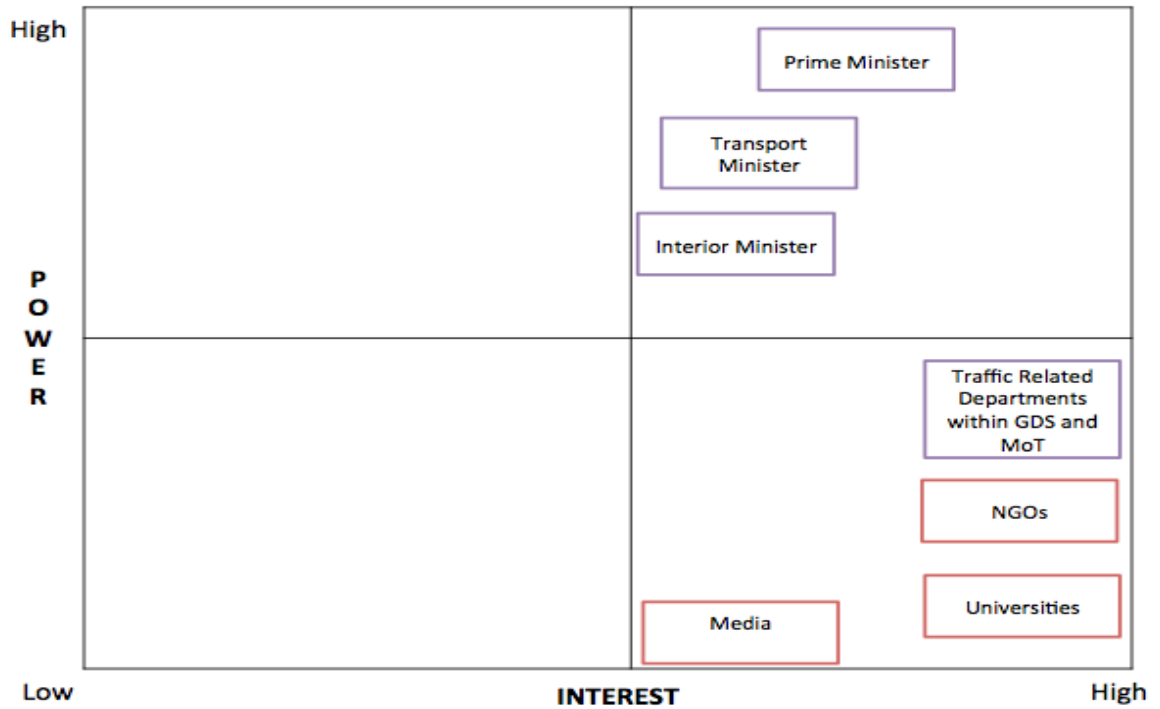 High
Prime Minister
Transport
Minister
Interior Minister
P
O
W
E
R
Traffic Related
Departments
within GDS and
MoT
NGOs
Universities
Media
Low
INTEREST
High